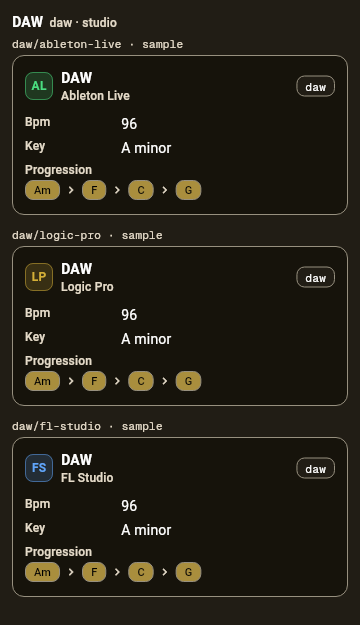 DAW daw · studio
daw/ableton-live · sample
AL DAW daw
Ableton Live
Bpm 96
Key A minor
Progression
Am > F > C > G
daw/logic-pro · sample
LP DAW daw
Logic Pro
Bpm 96
Key A minor
Progression
Am > F > C > G
daw/fl-studio · sample
FS DAW daw
FL Studio
Bpm 96
Key A minor
Progression
Am > F > C > G